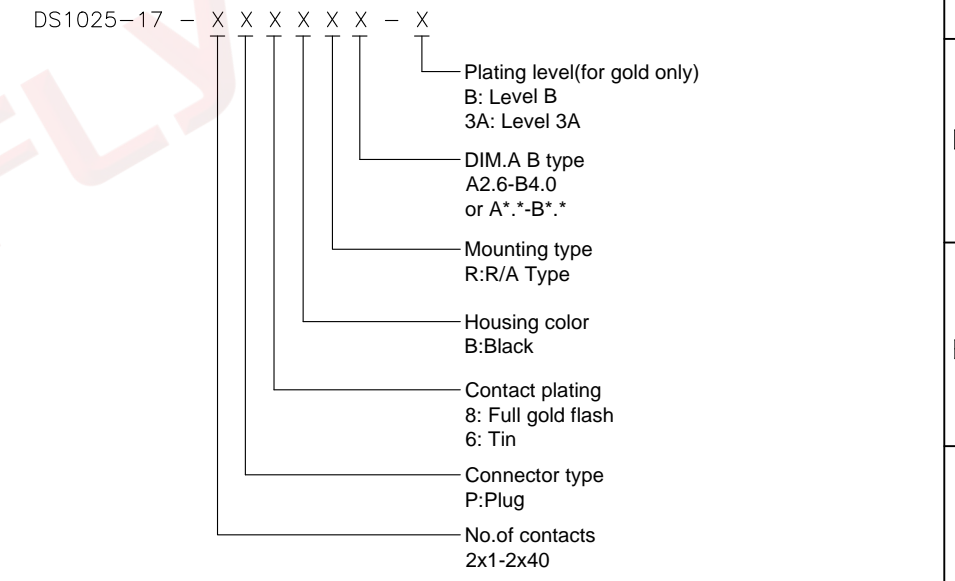 DS1025-17 - X X X X X X - X
Plating level(for gold only)
B: Level B
3A: Level 3A
DIM.A B type
A2.6-B4.0
or A*.*-B*.*
Mounting type
R:R/A Type
Housing color
B:Black
Contact plating
8: Full gold flash
6: Tin
Connector type
P:Plug
No.of contacts
2x1-2x40